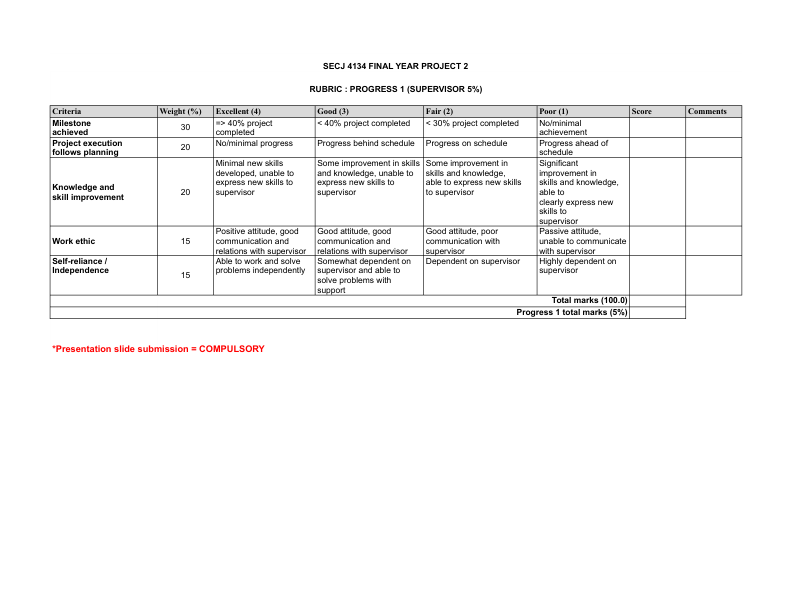 SECJ 4134 FINAL YEAR PROJECT 2
RUBRIC : PROGRESS 1 (SUPERVISOR 5%)
Criteria Weight (%) Excellent (4) Good (3) Fair (2) Poor (1) Score Comments
Milestone
achieved
30
=> 40% project
completed
< 40% project completed
< 30% project completed
No/minimal
achievement
Project execution
follows planning
20
No/minimal progress
Progress behind schedule
Progress on schedule
Progress ahead of
schedule
Knowledge and
skill improvement
20
Minimal new skills
developed, unable to
express new skills to
supervisor
Some improvement in skills
and knowledge, unable to
express new skills to
supervisor
Some improvement in
skills and knowledge,
able to express new skills
to supervisor
Significant
improvement in
skills and knowledge,
able to
clearly express new
skills to
supervisor
Work ethic
15
Positive attitude, good
communication and
relations with supervisor
Good attitude, good
communication and
relations with supervisor
Good attitude, poor
communication with
supervisor
Passive attitude,
unable to communicate
with supervisor
Self-reliance /
Independence
15
Able to work and solve
problems independently
Somewhat dependent on
supervisor and able to
solve problems with
support
Dependent on supervisor
Highly dependent on
supervisor
Total marks (100.0)
Progress 1 total marks (5%)
*Presentation slide submission = COMPULSORY